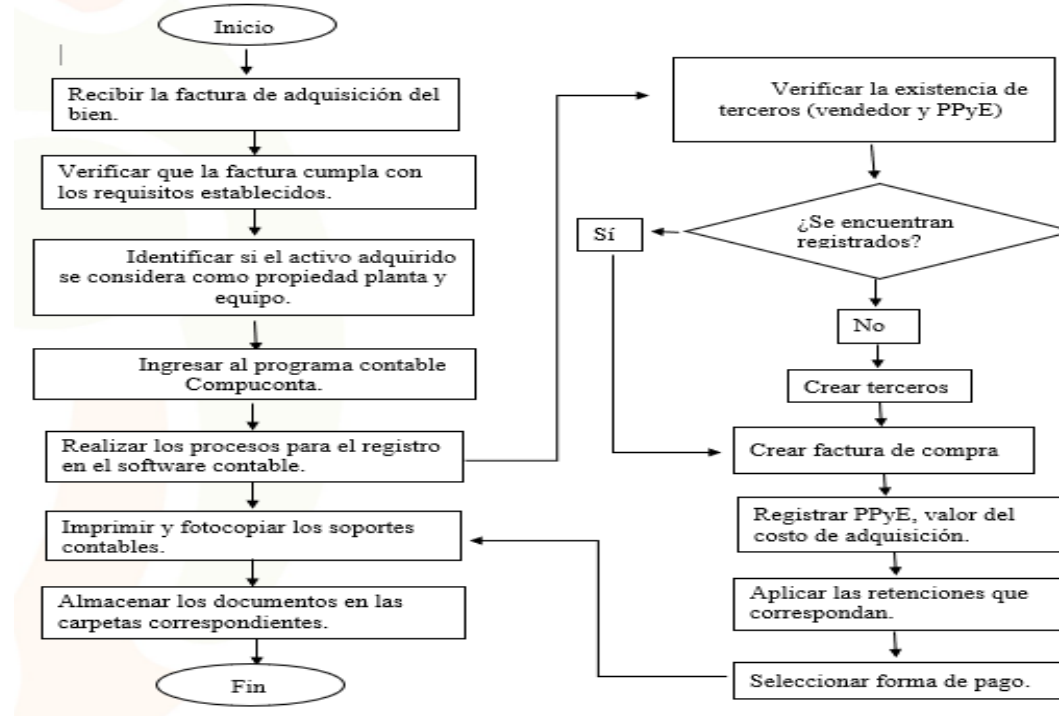 Inicio
Recibir la factura de adquisición del
bien.
Verificar que la factura cumpla con
los requisitos establecidos.
Identificar si el activo adquirido
se considera como propiedad planta y
equipo.
Ingresar al programa contable
Compuconta.
Realizar los procesos para el registro
en el software contable.
Imprimir y fotocopiar los soportes
contables.
Almacenar los documentos en las
carpetas correspondientes.
Fin
Verificar la existencia de
terceros (vendedor y PPyE)
¿Se encuentran
registrados?
Sí
No
Crear terceros
Crear factura de compra
Registrar PPyE, valor del
costo de adquisición.
Aplicar las retenciones que
correspondan.
Seleccionar forma de pago.